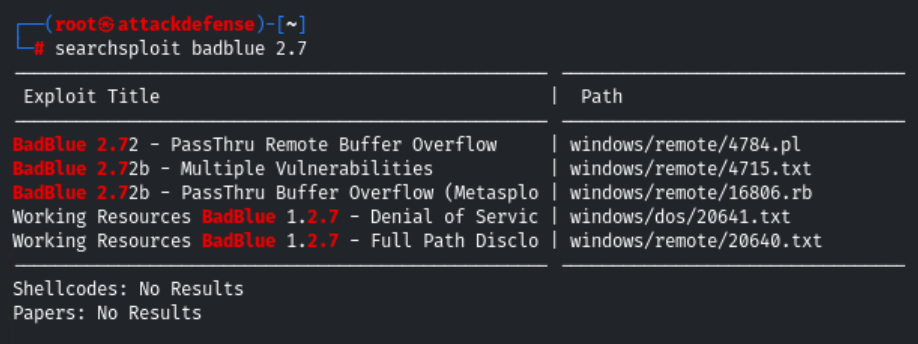 ┌──(root㉿attackdefense)-[~]
└─# searchsploit badblue 2.7
Exploit Title | Path
BadBlue 2.72 - PassThru Remote Buffer Overflow | windows/remote/4784.pl
BadBlue 2.72b - Multiple Vulnerabilities | windows/remote/4715.txt
BadBlue 2.72b - PassThru Buffer Overflow (Metasplo | windows/remote/16806.rb
Working Resources BadBlue 1.2.7 - Denial of Servic | windows/dos/20641.txt
Working Resources BadBlue 1.2.7 - Full Path Disclo | windows/remote/20640.txt
Shellcodes: No Results
Papers: No Results